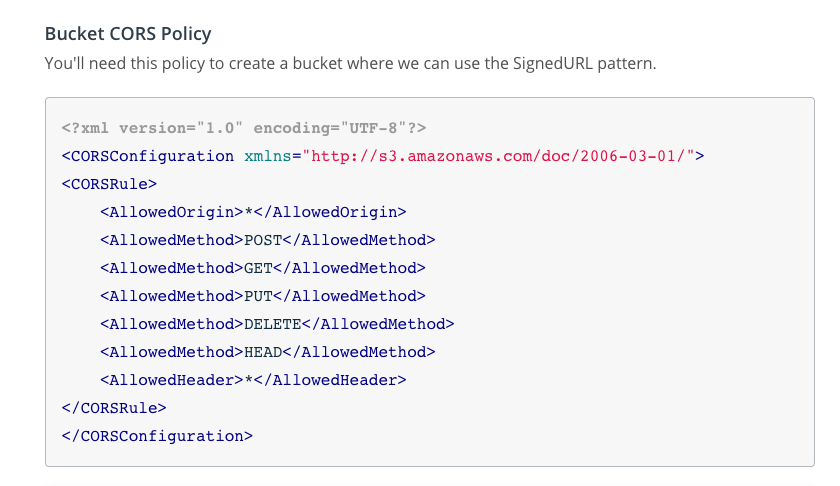 Bucket CORS Policy
You'll need this policy to create a bucket where we can use the SignedURL pattern.
<?xml version="1.0" encoding="UTF-8"?>
<CORSConfiguration xmlns="http://s3.amazonaws.com/doc/2006-03-01/">
<CORSRule>
    <AllowedOrigin>*</AllowedOrigin>
    <AllowedMethod>POST</AllowedMethod>
    <AllowedMethod>GET</AllowedMethod>
    <AllowedMethod>PUT</AllowedMethod>
    <AllowedMethod>DELETE</AllowedMethod>
    <AllowedMethod>HEAD</AllowedMethod>
    <AllowedHeader>*</AllowedHeader>
</CORSRule>
</CORSConfiguration>